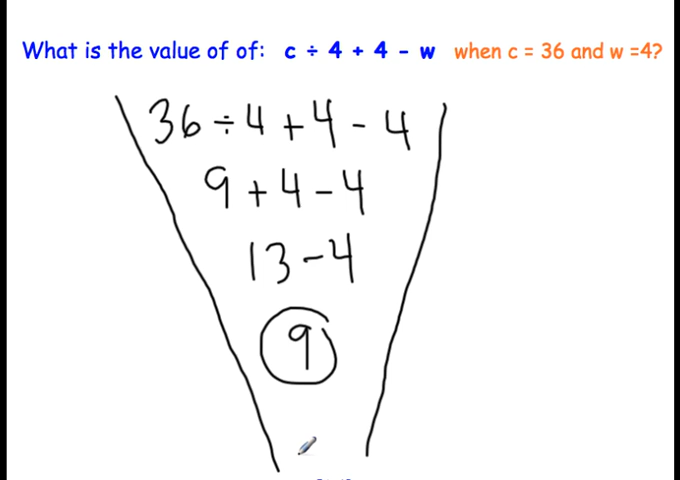 What is the value of of: c ÷ 4 + 4 - w when c = 36 and w =4?
36 ÷ 4 + 4 - 4
9 + 4 - 4
13 - 4
9